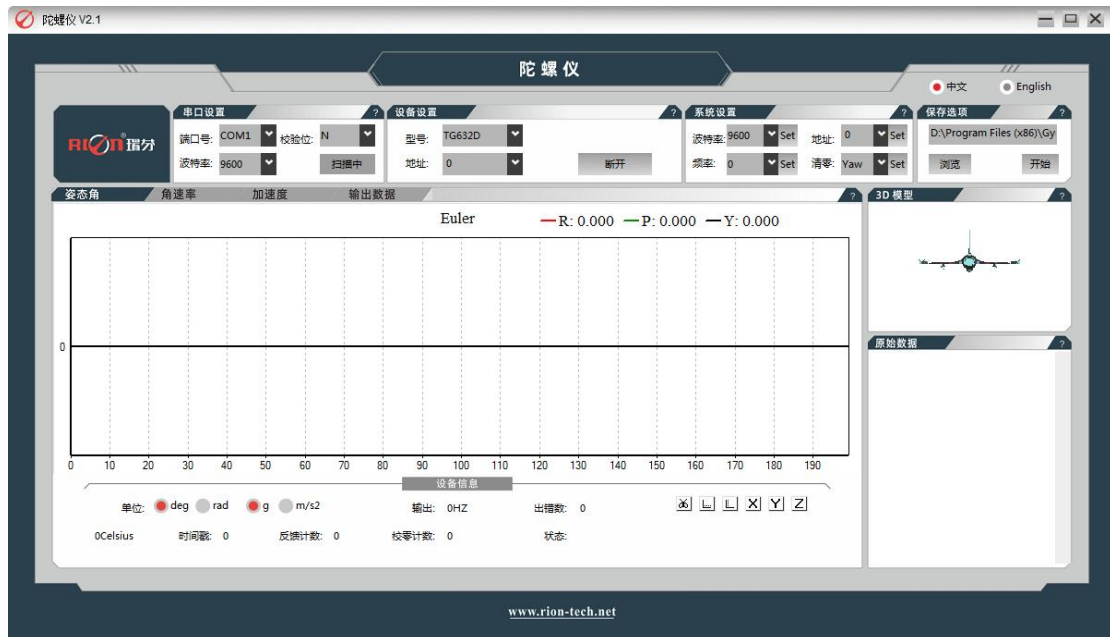 陀螺仪 V2.1
陀 螺 仪
中文 English
RION® 瑞芬
串口设置 ?
端口号: COM1 校验位: N
波特率: 9600 扫描中
设备设置 ?
型号: TG632D
地址: 0 断开
系统设置 ?
波特率: 9600 Set 地址: 0 Set
频率: 0 Set 清零: Yaw Set
保存选项 ?
D:\Program Files (x86)\Gy
浏览 开始
姿态角 角速率 加速度 输出数据 ?
Euler R: 0.000 P: 0.000 Y: 0.000
0
0 10 20 30 40 50 60 70 80 90 100 110 120 130 140 150 160 170 180 190
设备信息
单位: deg rad g m/s2 输出: 0HZ 出错数: 0 X Y Z
0Celsius 时间戳: 0 反馈计数: 0 校零计数: 0 状态:
3D 模型 ?
原始数据 ?
www.rion-tech.net